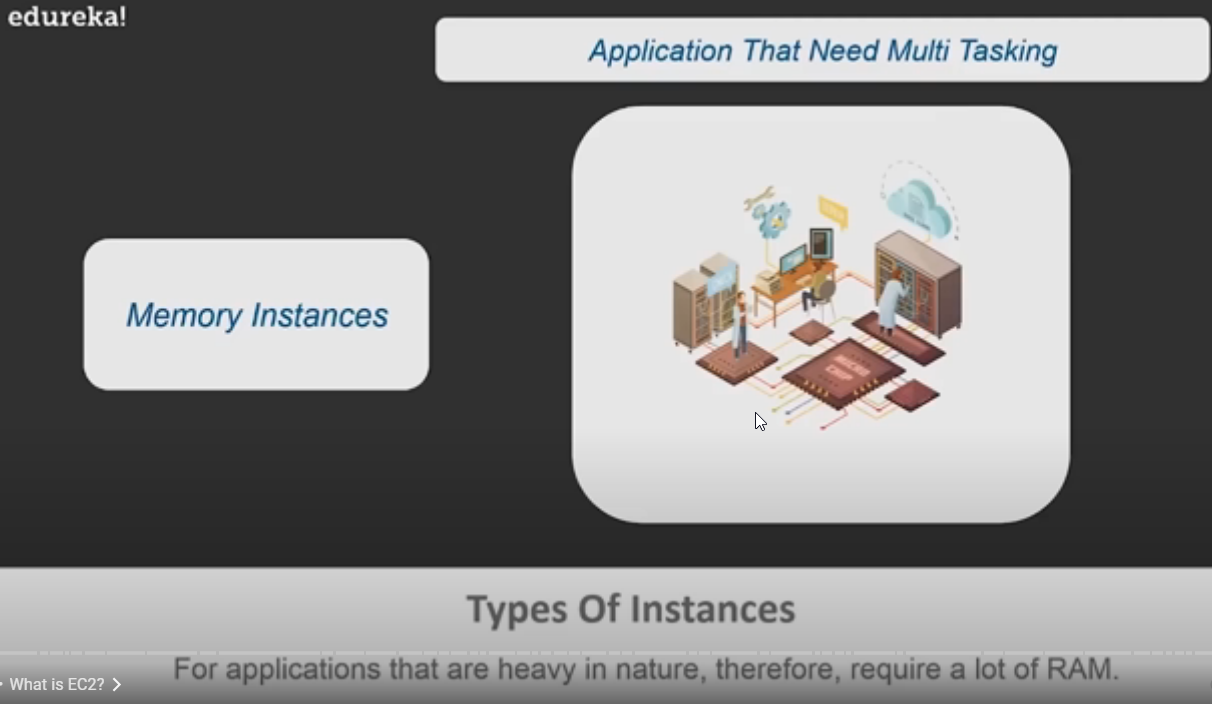 edureka!
Application That Need Multi Tasking
Memory Instances
Types Of Instances
For applications that are heavy in nature, therefore, require a lot of RAM.
What is EC2?